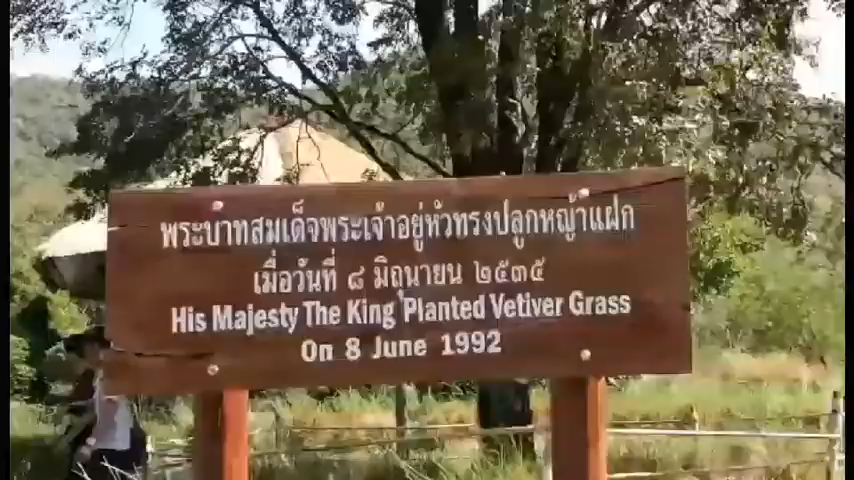 พระบาทสมเด็จพระเจ้าอยู่หัวทรงปลูกหญ้าแฝก
เมื่อวันที่ ๘ มิถุนายน ๒๕๓๕
His Majesty The King Planted Vetiver Grass
On 8 June 1992